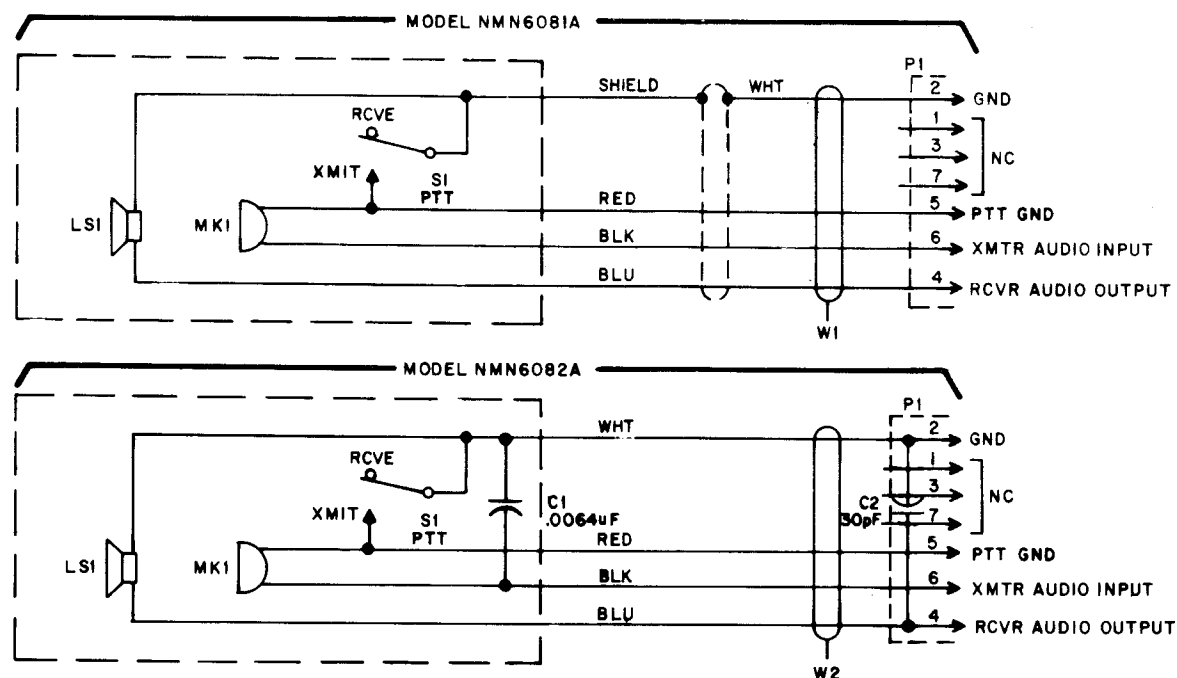 MODEL NMN6081A
P1
SHIELD
WHT
2
GND
RCVE
1
3
NC
XMIT
S1
PTT
7
RED
5
PTT GND
LS1
MK1
BLK
6
XMTR AUDIO INPUT
BLU
4
RCVR AUDIO OUTPUT
W1
MODEL NMN6082A
P1
WHT
2
GND
RCVE
1
3
NC
C1
.0064uF
C2
30pF
XMIT
S1
PTT
7
RED
5
PTT GND
LS1
MK1
BLK
6
XMTR AUDIO INPUT
BLU
4
RCVR AUDIO OUTPUT
W2